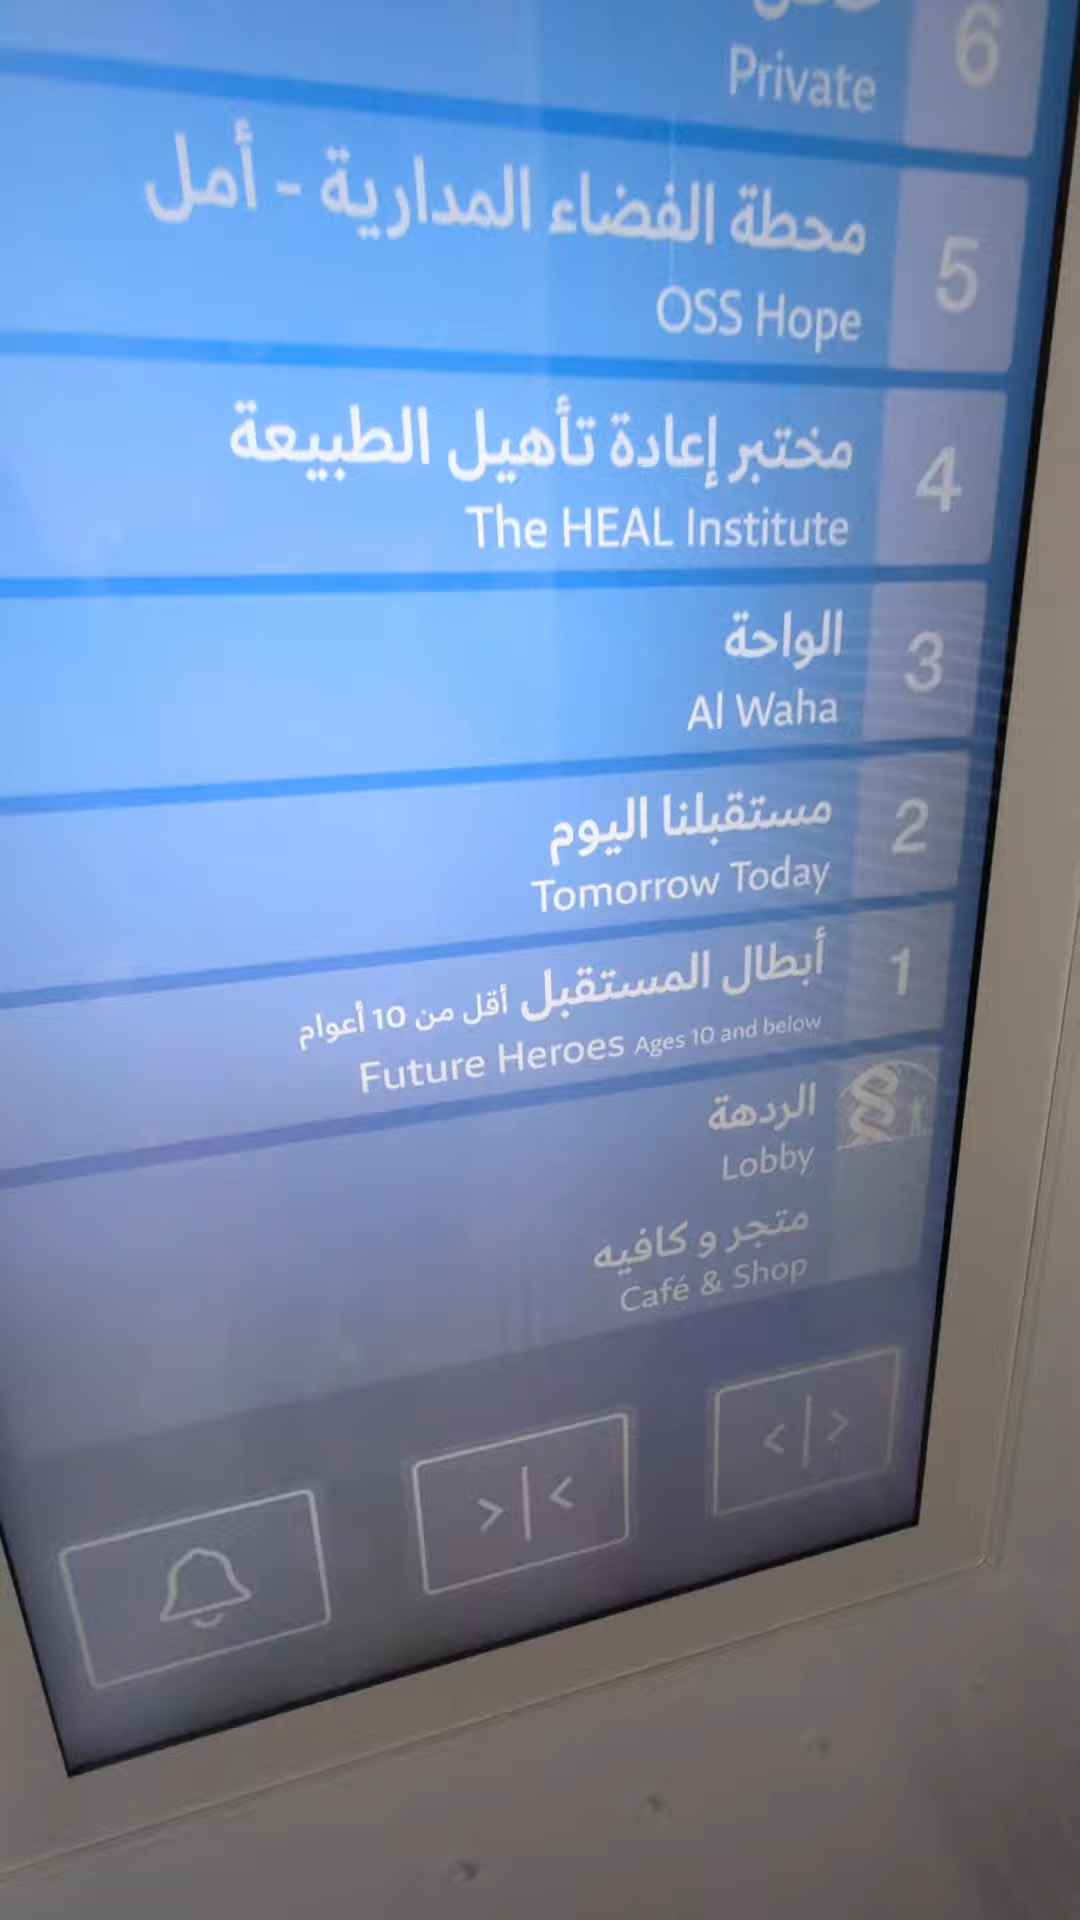 6
Private
محطة الفضاء المدارية - أمل
5
OSS Hope
مختبر إعادة تأهيل الطبيعة
4
The HEAL Institute
الواحة
3
Al Waha
مستقبلنا اليوم
2
Tomorrow Today
أبطال المستقبل أقل من 10 أعوام
1
Future Heroes Ages 10 and below
الردهة
Lobby
متجر و كافيه
Café & Shop
>|<
<|>